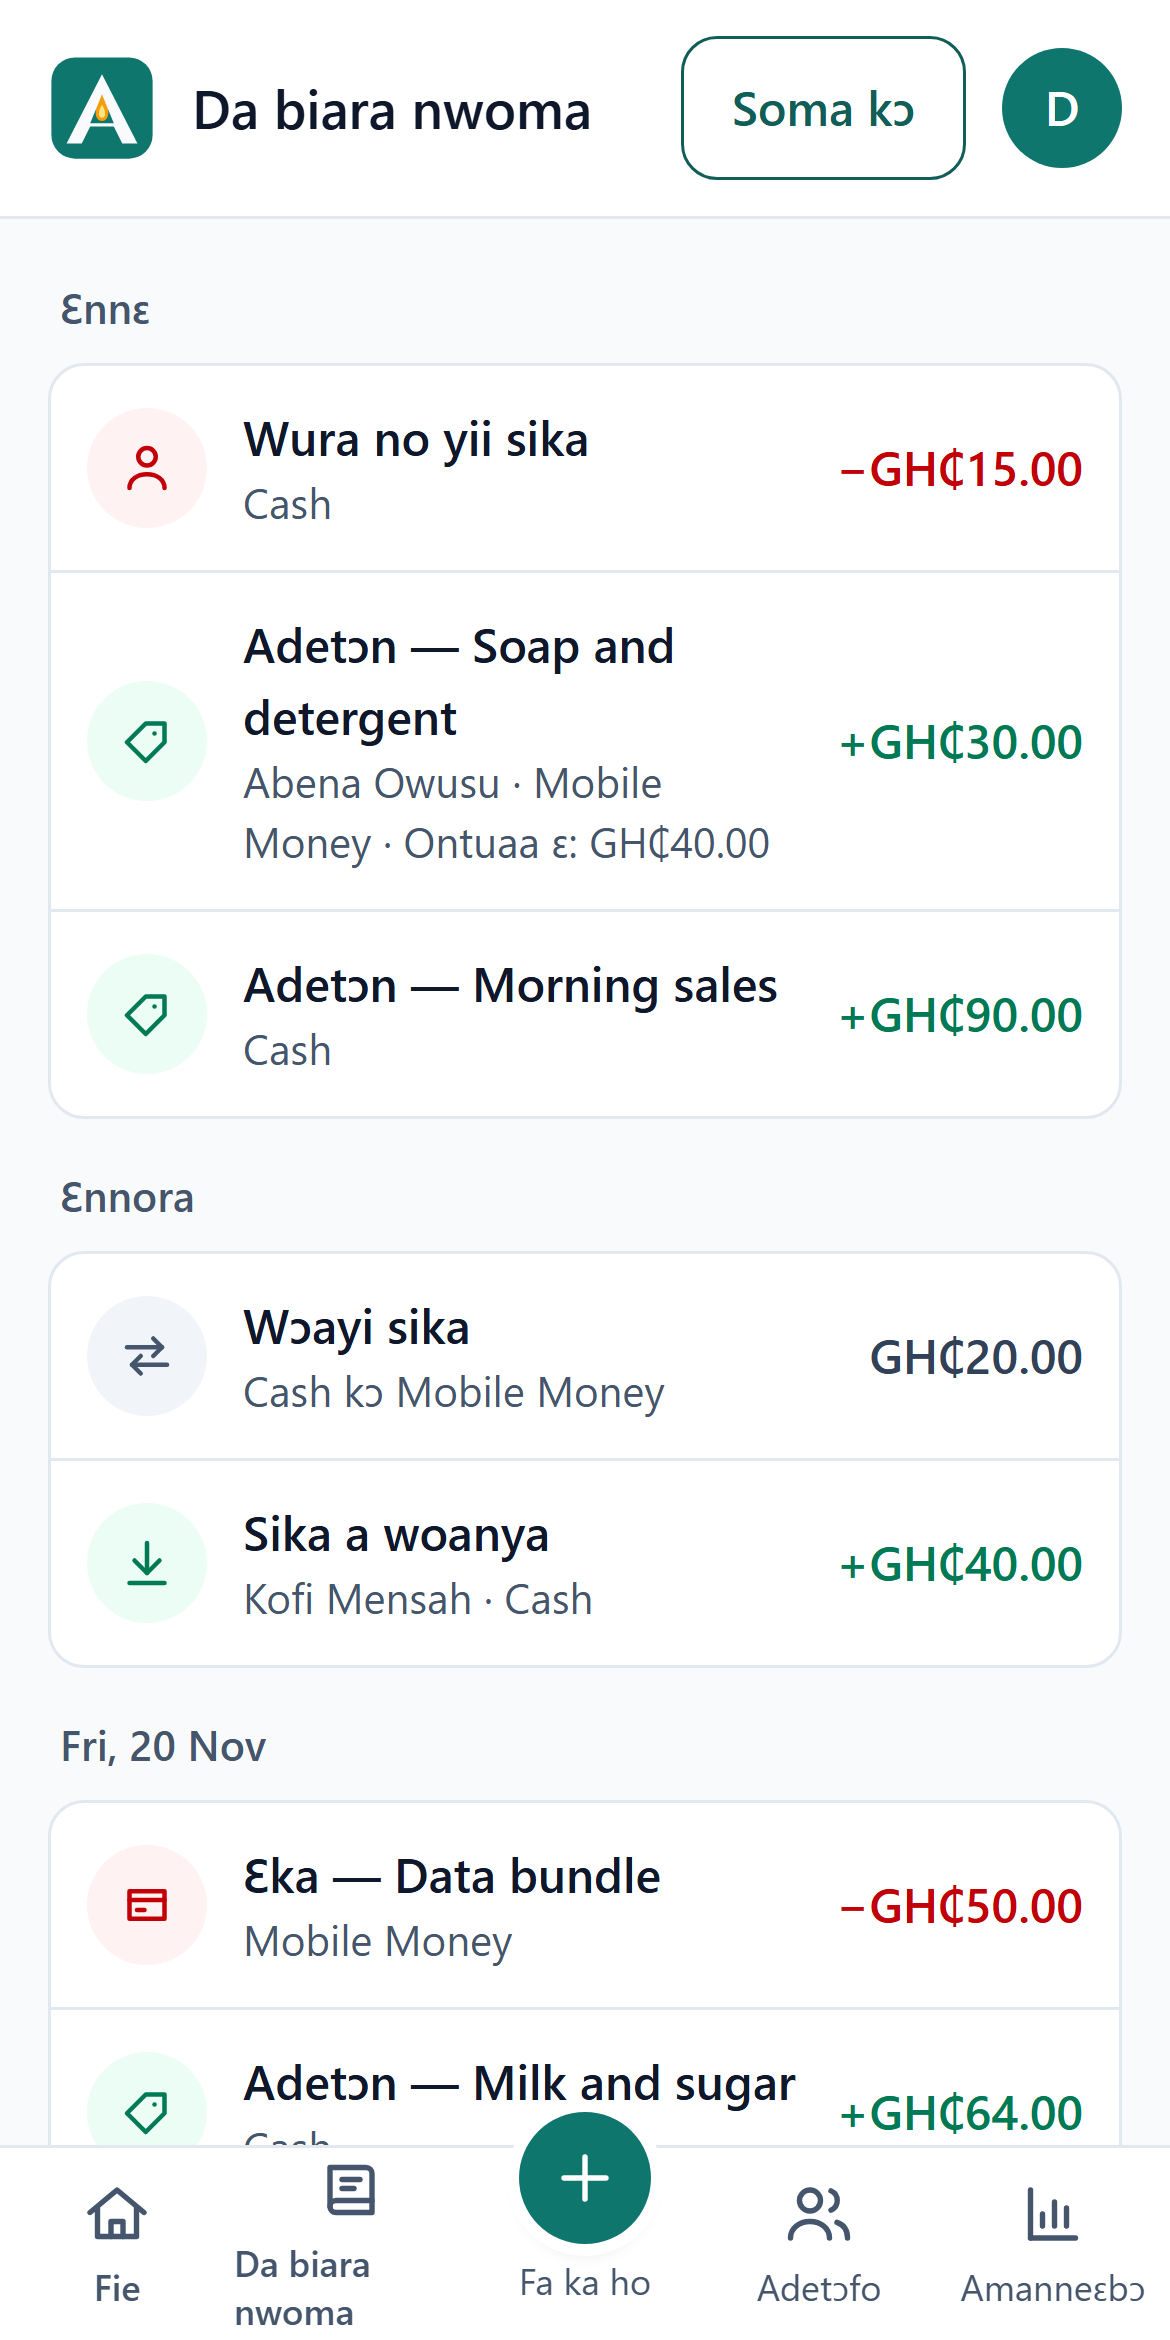 Da biara nwoma
Soma kɔ
D
Ɛnnɛ
Wura no yii sika
Cash
−GH₵15.00
Adetɔn — Soap and
detergent
Abena Owusu · Mobile
Money · Ontuaa ɛ: GH₵40.00
+GH₵30.00
Adetɔn — Morning sales
Cash
+GH₵90.00
Ɛnnora
Wɔayi sika
Cash kɔ Mobile Money
GH₵20.00
Sika a woanya
Kofi Mensah · Cash
+GH₵40.00
Fri, 20 Nov
Ɛka — Data bundle
Mobile Money
−GH₵50.00
Adetɔn — Milk and sugar
Cash
+GH₵64.00
Fie
Da biara
nwoma
Fa ka ho
Adetɔfo
Amanneɛbɔ